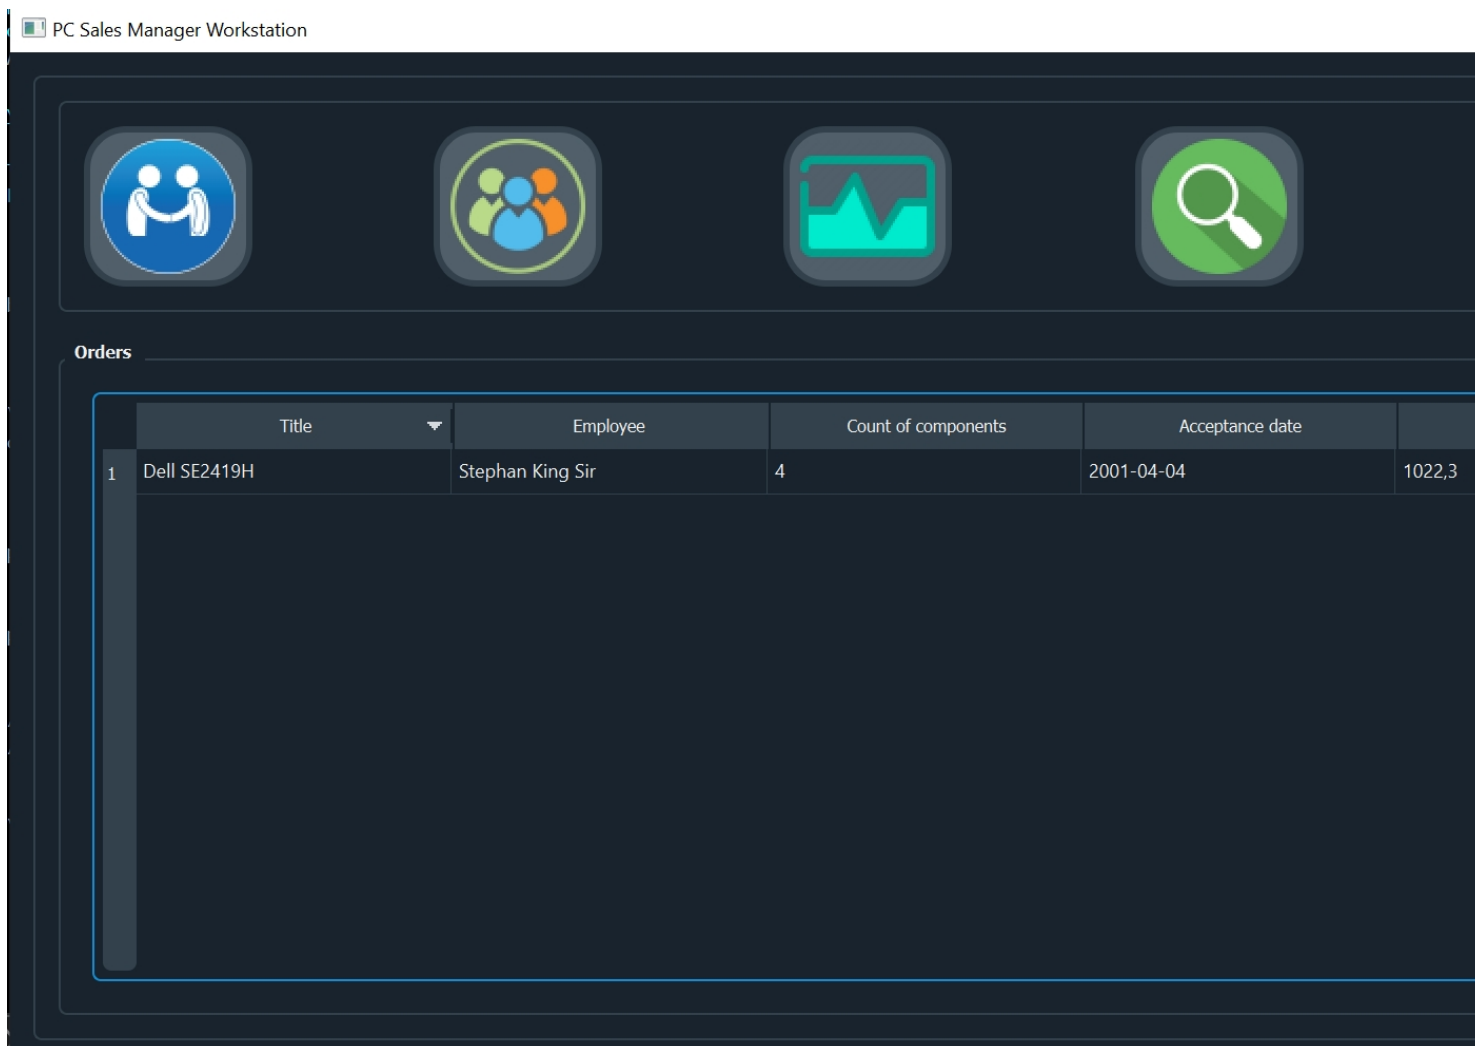 PC Sales Manager Workstation
Orders
Title Employee Count of components Acceptance date
1 Dell SE2419H Stephan King Sir 4 2001-04-04 1022,3